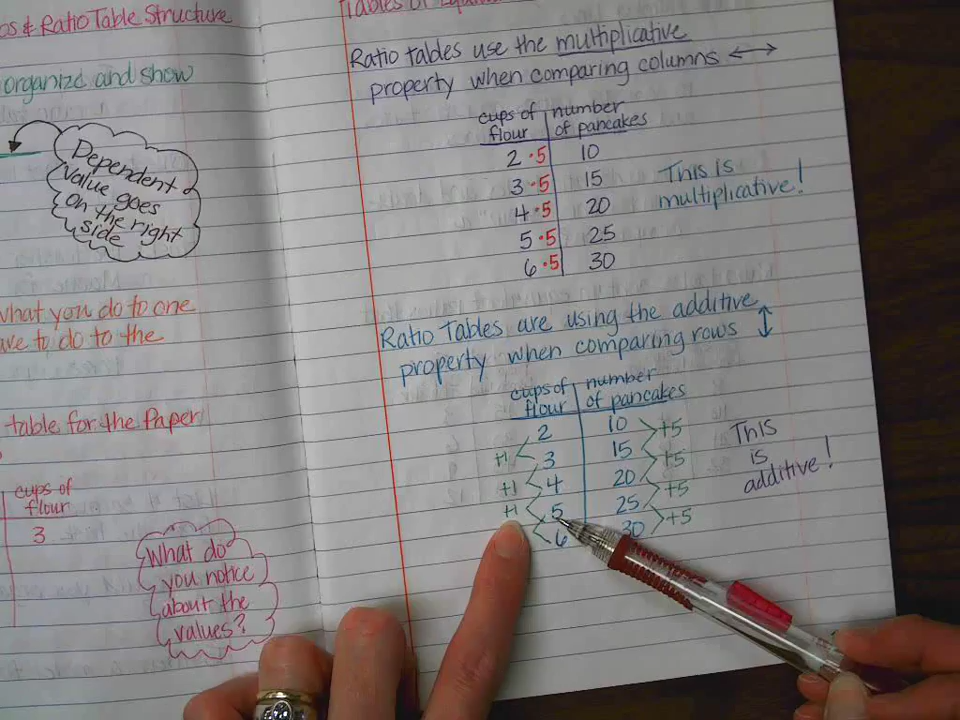 os & Ratio Table Structure
organize and show
Dependent
value goes
on the right
side
what you do to one
ave to do to the
table for the Paper
cups of
flour
3
What do
you notice
about the
values?
Tables of
Ratio tables use the multiplicative
property when comparing columns ↔
cups of flour | number of pancakes
2 ·5 | 10
3 ·5 | 15
4 ·5 | 20
5 ·5 | 25
6 ·5 | 30
This is
multiplicative!
Ratio Tables are using the additive
property when comparing rows ↕
cups of flour | number of pancakes
2 | 10
+1 +5
3 | 15
+1 +5
4 | 20
+1 +5
5 | 25
+5
6 | 30
This
is
additive!